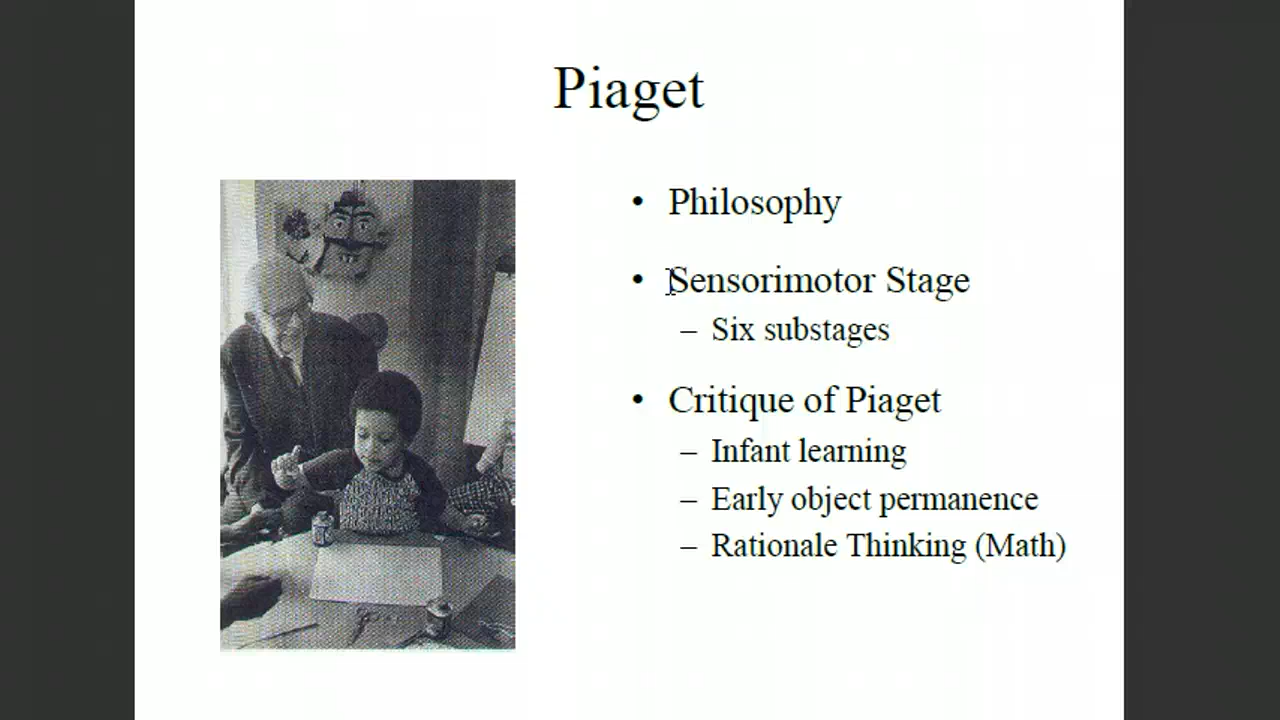 Piaget
• Philosophy
• Sensorimotor Stage
– Six substages
• Critique of Piaget
– Infant learning
– Early object permanence
– Rationale Thinking (Math)